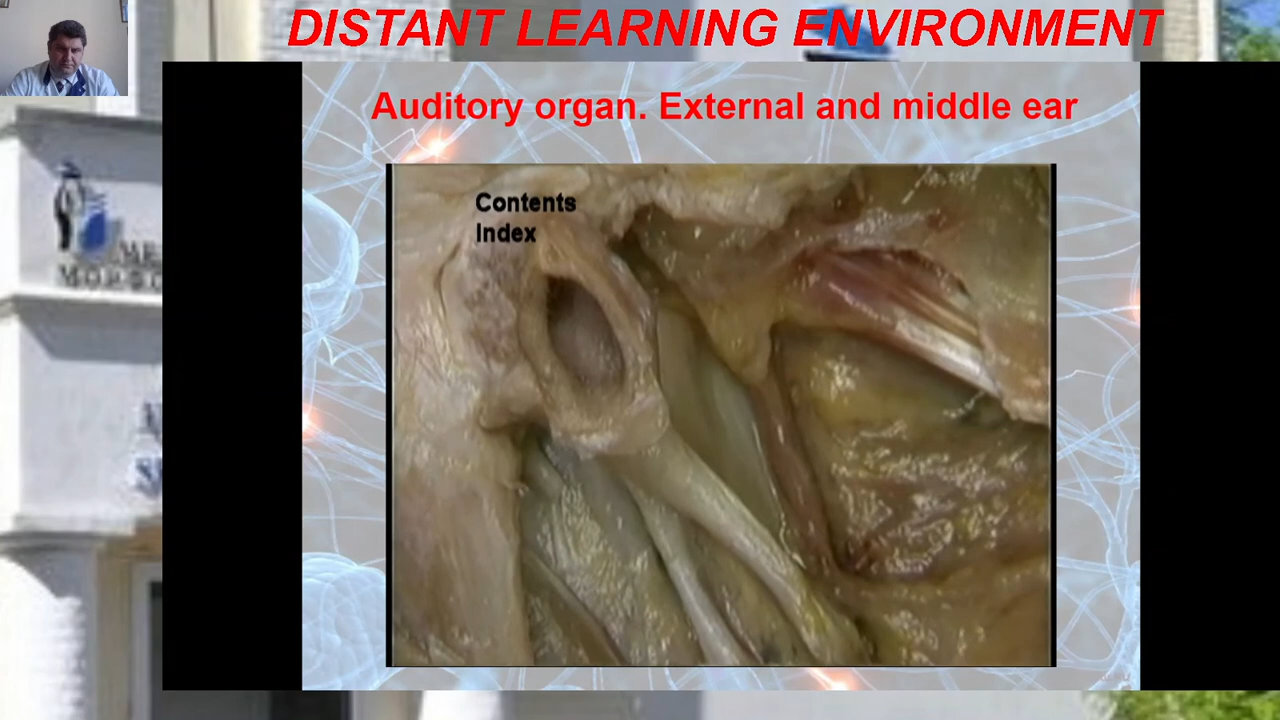 DISTANT LEARNING ENVIRONMENT
Auditory organ. External and middle ear
Contents
Index